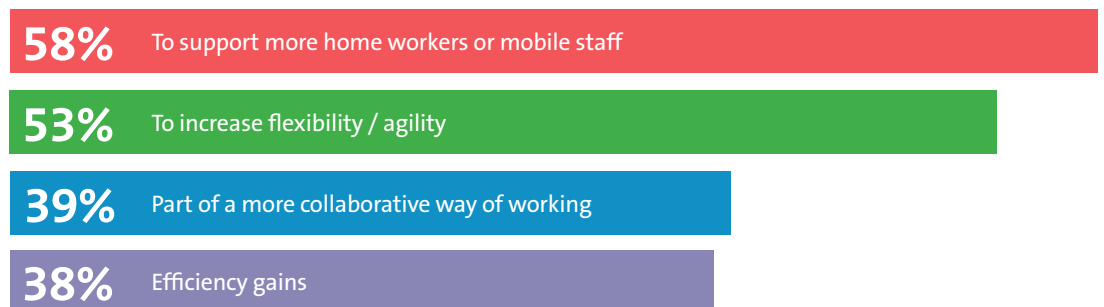 58% To support more home workers or mobile staff
53% To increase flexibility / agility
39% Part of a more collaborative way of working
38% Efficiency gains